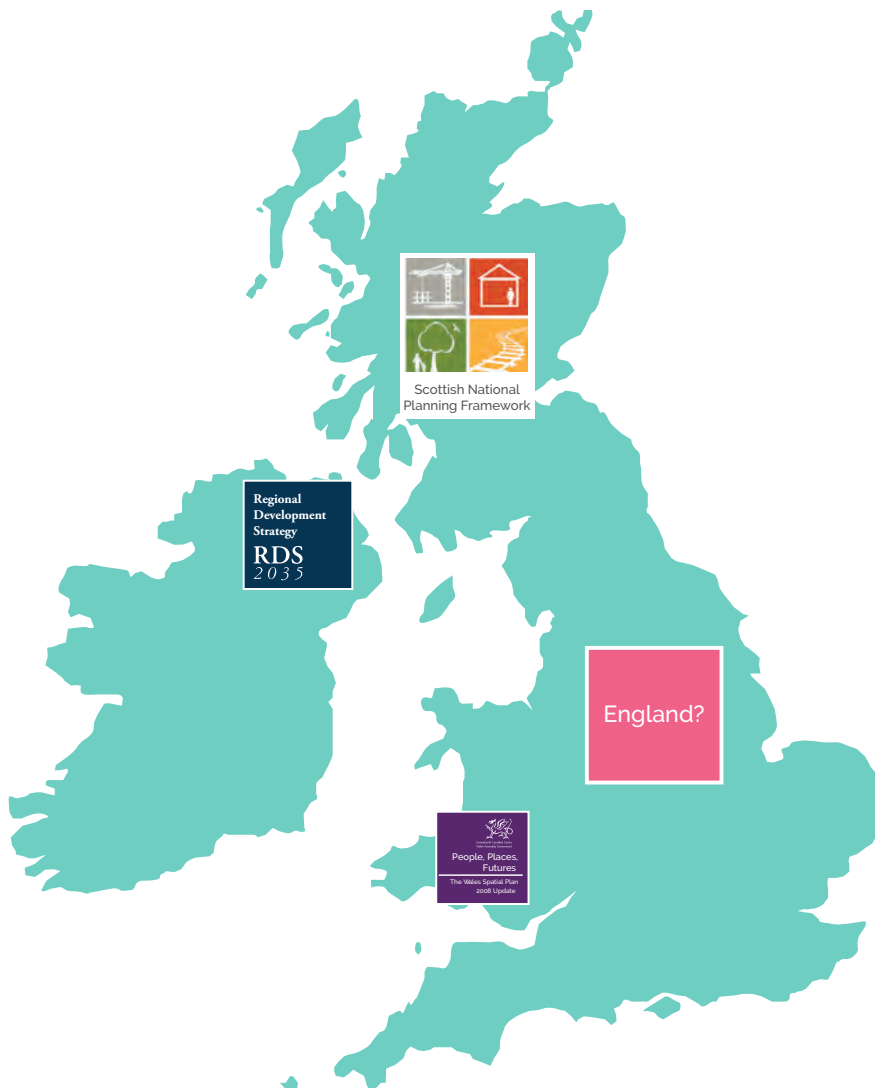 Scottish National
Planning Framework
Regional
Development
Strategy
RDS
2035
England?
People, Places,
Futures
The Wales Spatial Plan
2008 Update